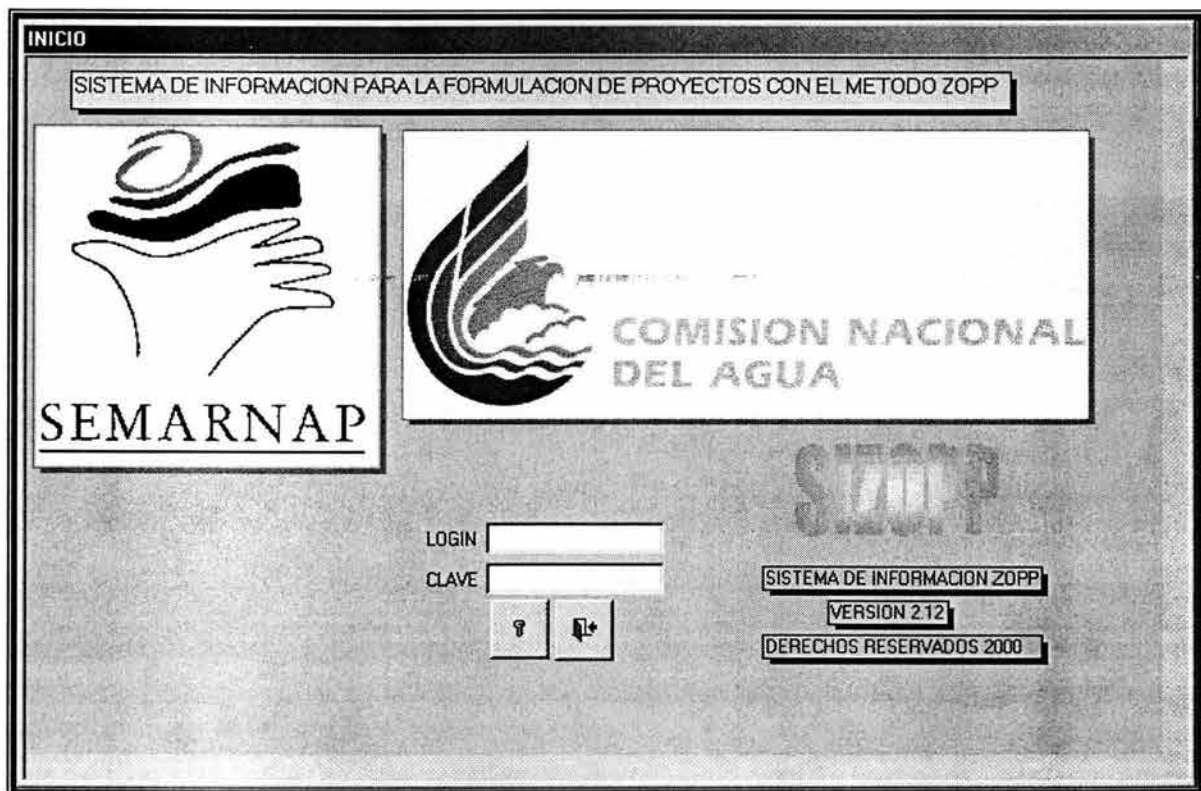 INICIO
SISTEMA DE INFORMACION PARA LA FORMULACION DE PROYECTOS CON EL METODO ZOPP
SEMARNAP
COMISION NACIONAL
DEL AGUA
SIZOPP
LOGIN
CLAVE
SISTEMA DE INFORMACION ZOPP
VERSION 2.12
DERECHOS RESERVADOS 2000